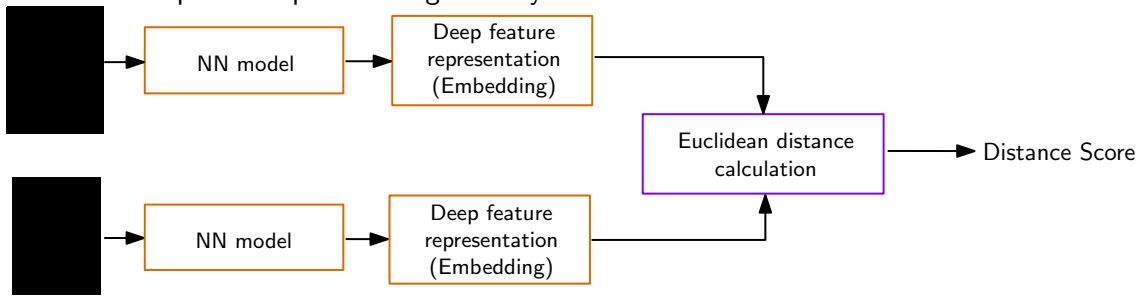 NN model
Deep feature
representation
(Embedding)
Euclidean distance
calculation
Distance Score
NN model
Deep feature
representation
(Embedding)